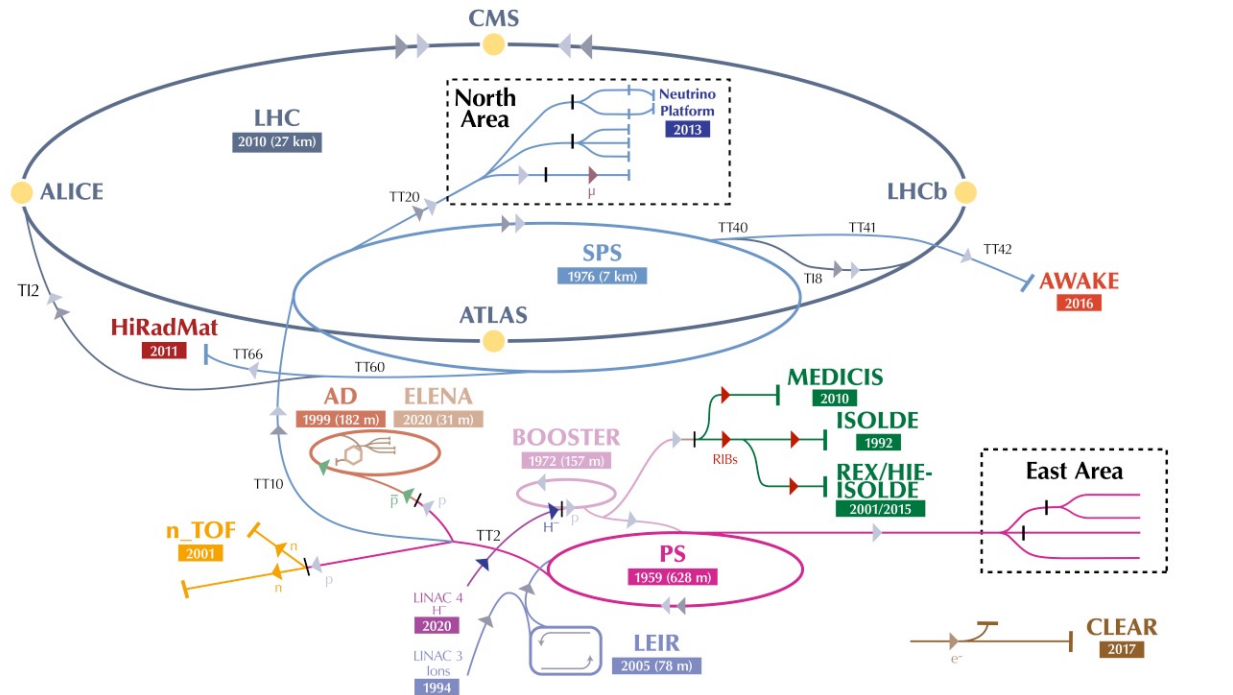 CMS
North
Area
Neutrino
Platform
2013
LHC
2010 (27 km)
ALICE
LHCb
μ
TT20
SPS
1976 (7 km)
TT40
TT41
TT42
TI8
AWAKE
2016
TI2
ATLAS
HiRadMat
2011
TT66
TT60
MEDICIS
2010
AD
1999 (182 m)
ELENA
2020 (31 m)
ISOLDE
1992
BOOSTER
1972 (157 m)
RIBs
REX/HIE-
ISOLDE
2001/2015
East Area
TT10
p̅
p
H⁻
p
n_TOF
2001
n
n
p
TT2
PS
1959 (628 m)
LINAC 4
H⁻
2020
LINAC 3
Ions
1994
LEIR
2005 (78 m)
CLEAR
2017
e⁻